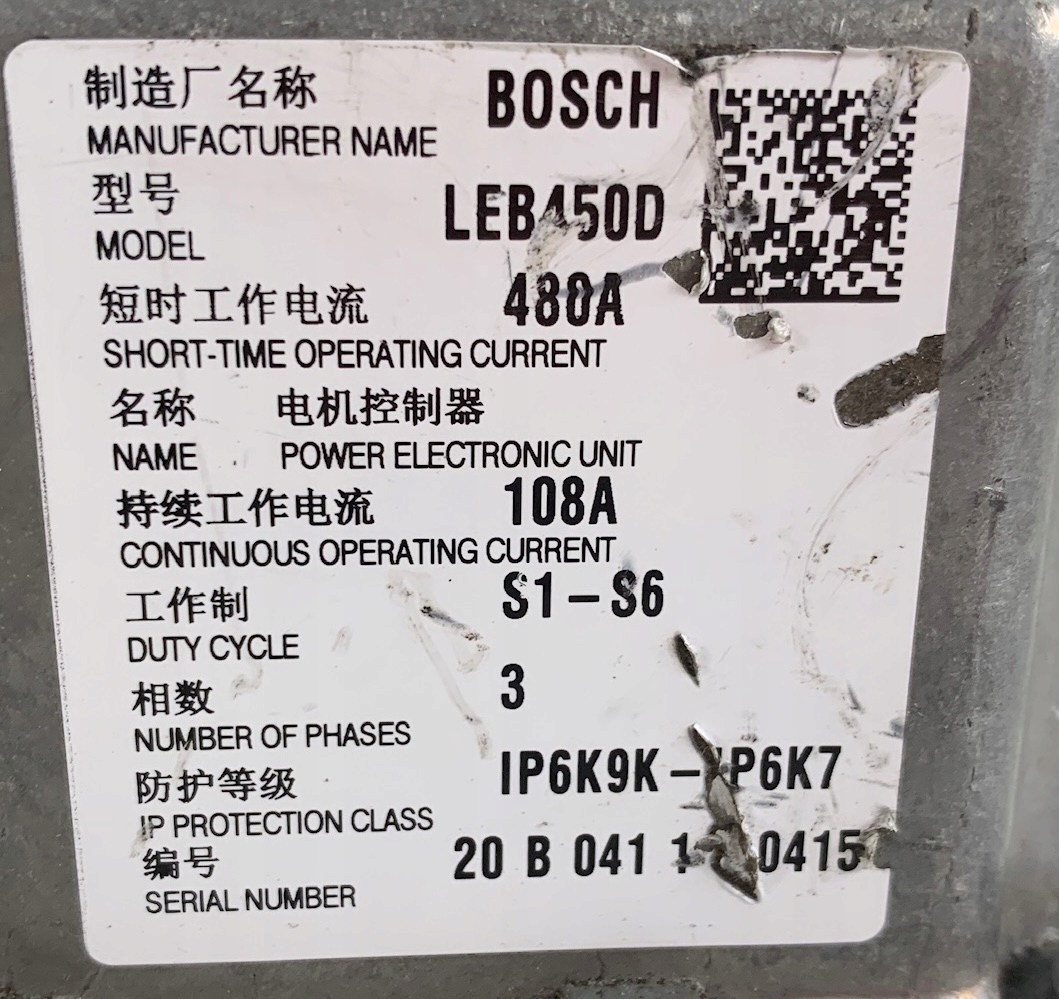 制造厂名称 BOSCH
MANUFACTURER NAME
型号 LEB450D
MODEL
短时工作电流 480A
SHORT-TIME OPERATING CURRENT
名称 电机控制器
NAME POWER ELECTRONIC UNIT
持续工作电流 108A
CONTINUOUS OPERATING CURRENT
工作制 S1-S6
DUTY CYCLE
相数 3
NUMBER OF PHASES
防护等级 IP6K9K-IP6K7
IP PROTECTION CLASS
编号 20 B 041
SERIAL NUMBER